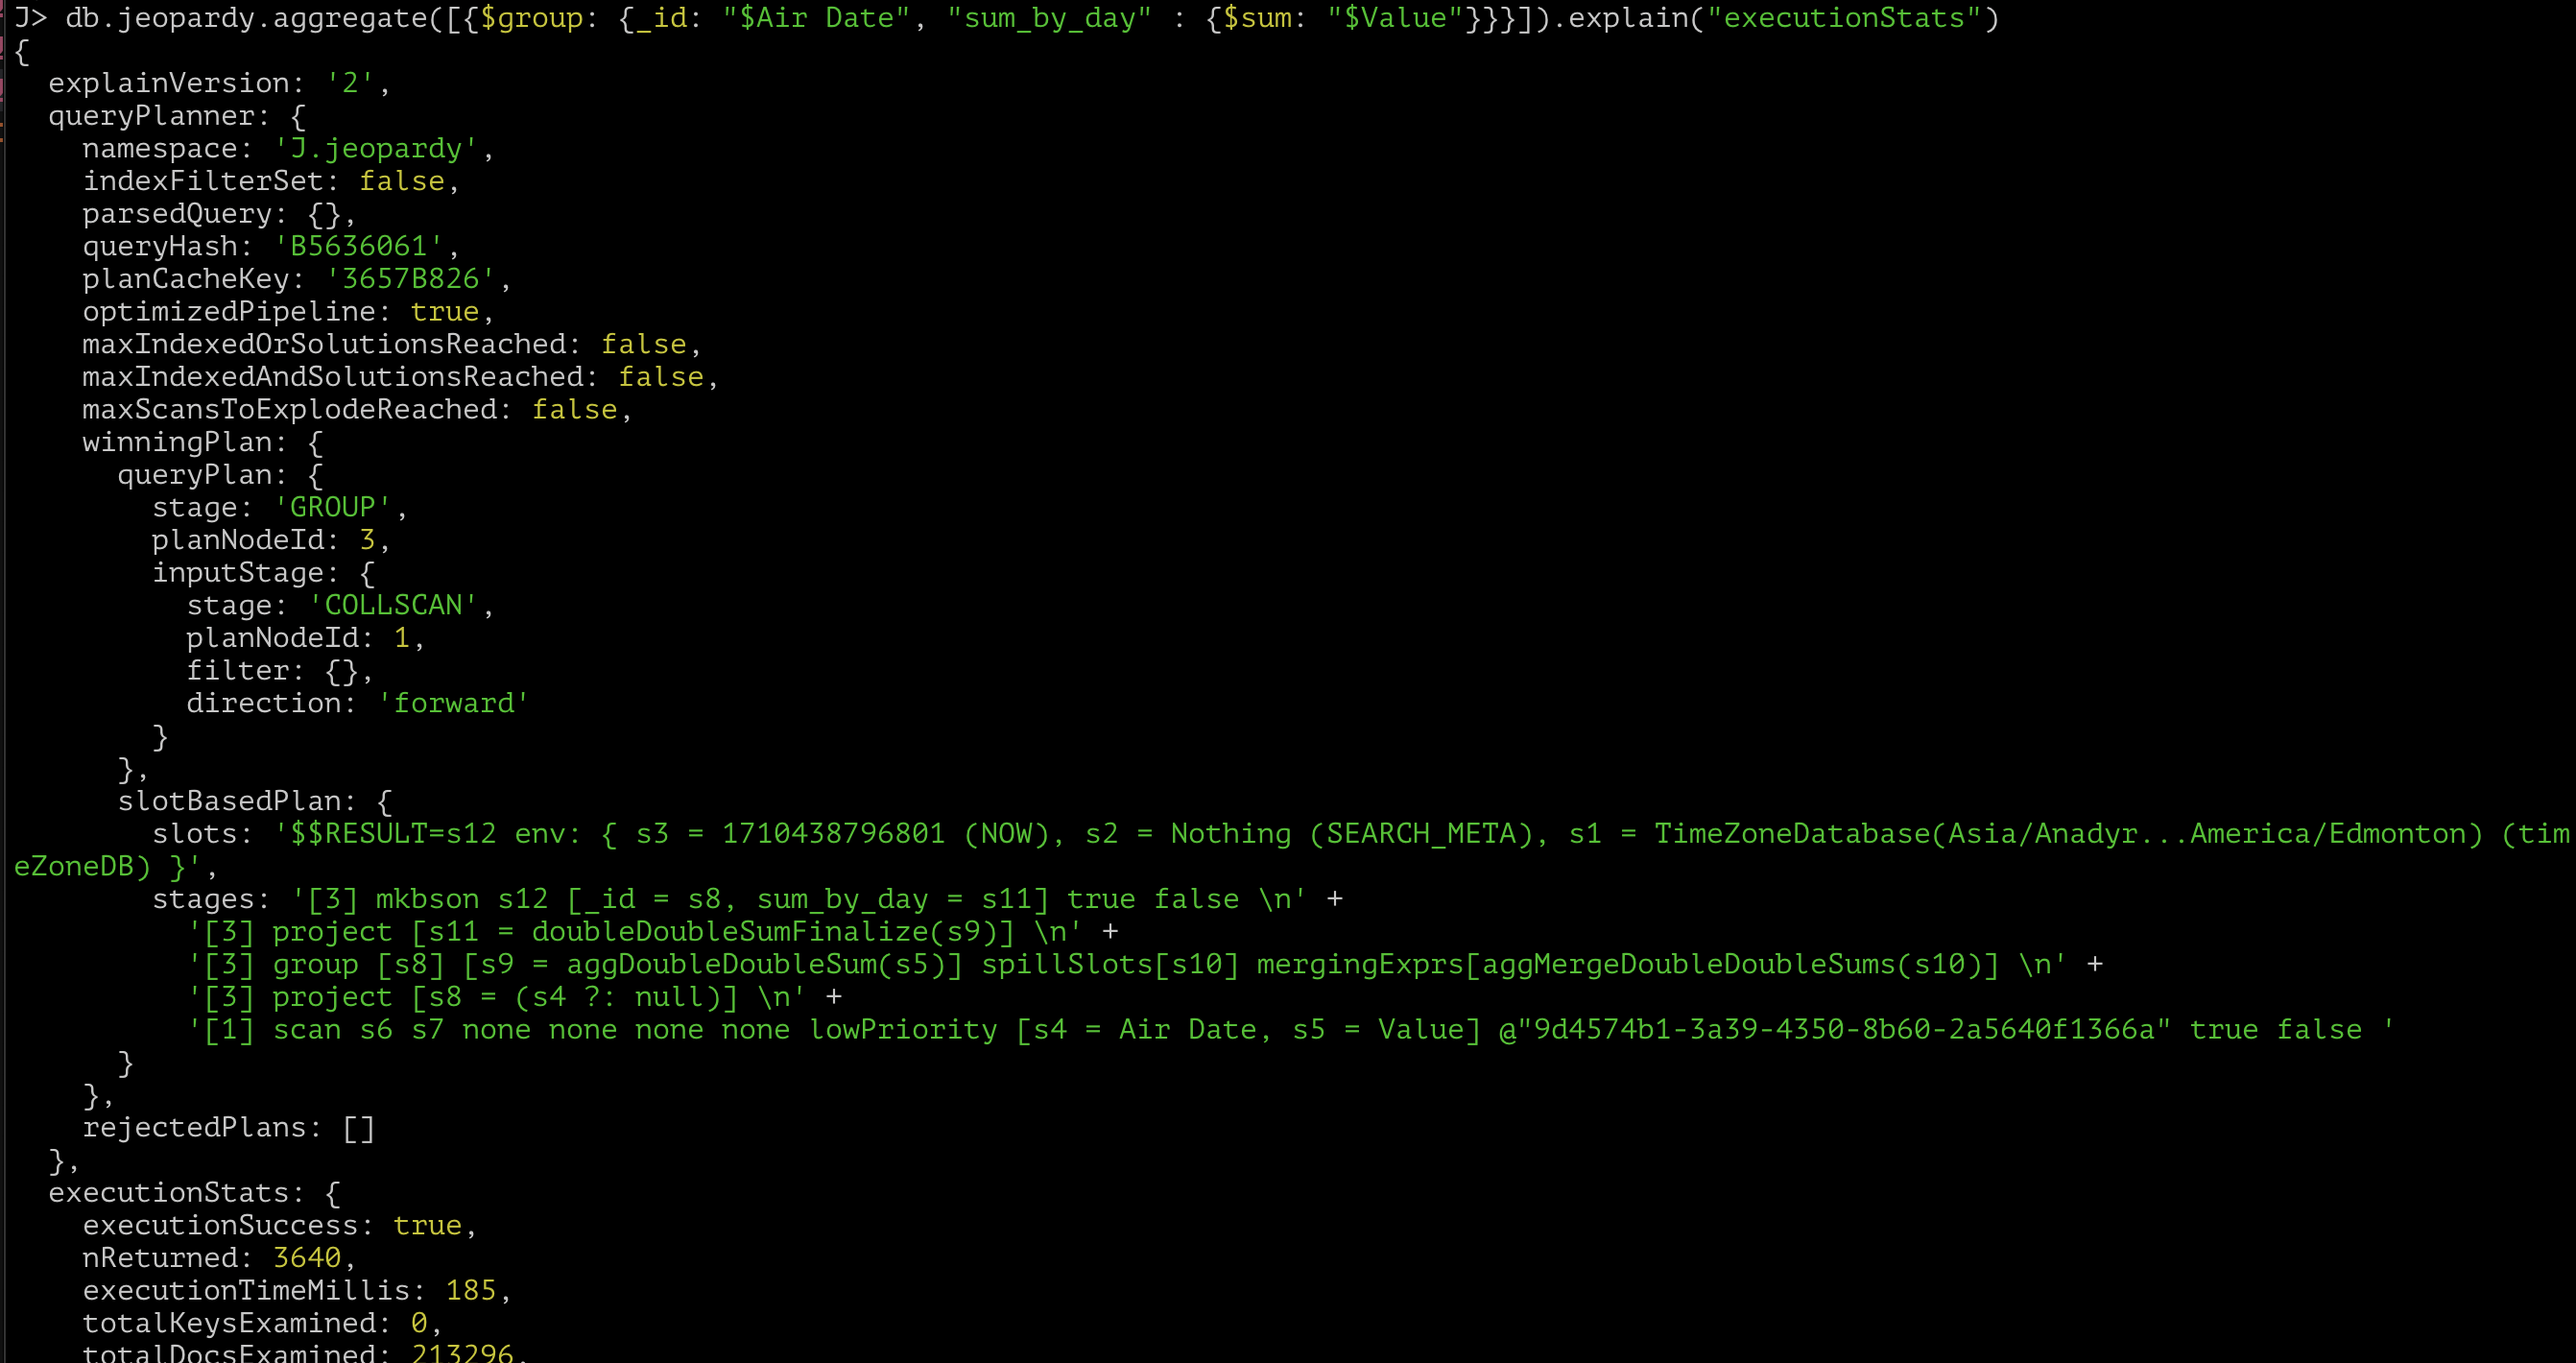 J> db.jeopardy.aggregate([{$group: {_id: "$Air Date", "sum_by_day" : {$sum: "$Value"}}}]).explain("executionStats")
{
  explainVersion: '2',
  queryPlanner: {
    namespace: 'J.jeopardy',
    indexFilterSet: false,
    parsedQuery: {},
    queryHash: 'B5636061',
    planCacheKey: '3657B826',
    optimizedPipeline: true,
    maxIndexedOrSolutionsReached: false,
    maxIndexedAndSolutionsReached: false,
    maxScansToExplodeReached: false,
    winningPlan: {
      queryPlan: {
        stage: 'GROUP',
        planNodeId: 3,
        inputStage: {
          stage: 'COLLSCAN',
          planNodeId: 1,
          filter: {},
          direction: 'forward'
        }
      },
      slotBasedPlan: {
        slots: '$$RESULT=s12 env: { s3 = 1710438796801 (NOW), s2 = Nothing (SEARCH_META), s1 = TimeZoneDatabase(Asia/Anadyr...America/Edmonton) (tim
eZoneDB) }',
        stages: '[3] mkbson s12 [_id = s8, sum_by_day = s11] true false \n' +
          '[3] project [s11 = doubleDoubleSumFinalize(s9)] \n' +
          '[3] group [s8] [s9 = aggDoubleDoubleSum(s5)] spillSlots[s10] mergingExprs[aggMergeDoubleDoubleSums(s10)] \n' +
          '[3] project [s8 = (s4 ?: null)] \n' +
          '[1] scan s6 s7 none none none none lowPriority [s4 = Air Date, s5 = Value] @"9d4574b1-3a39-4350-8b60-2a5640f1366a" true false '
      }
    },
    rejectedPlans: []
  },
  executionStats: {
    executionSuccess: true,
    nReturned: 3640,
    executionTimeMillis: 185,
    totalKeysExamined: 0,
    totalDocsExamined: 213296,